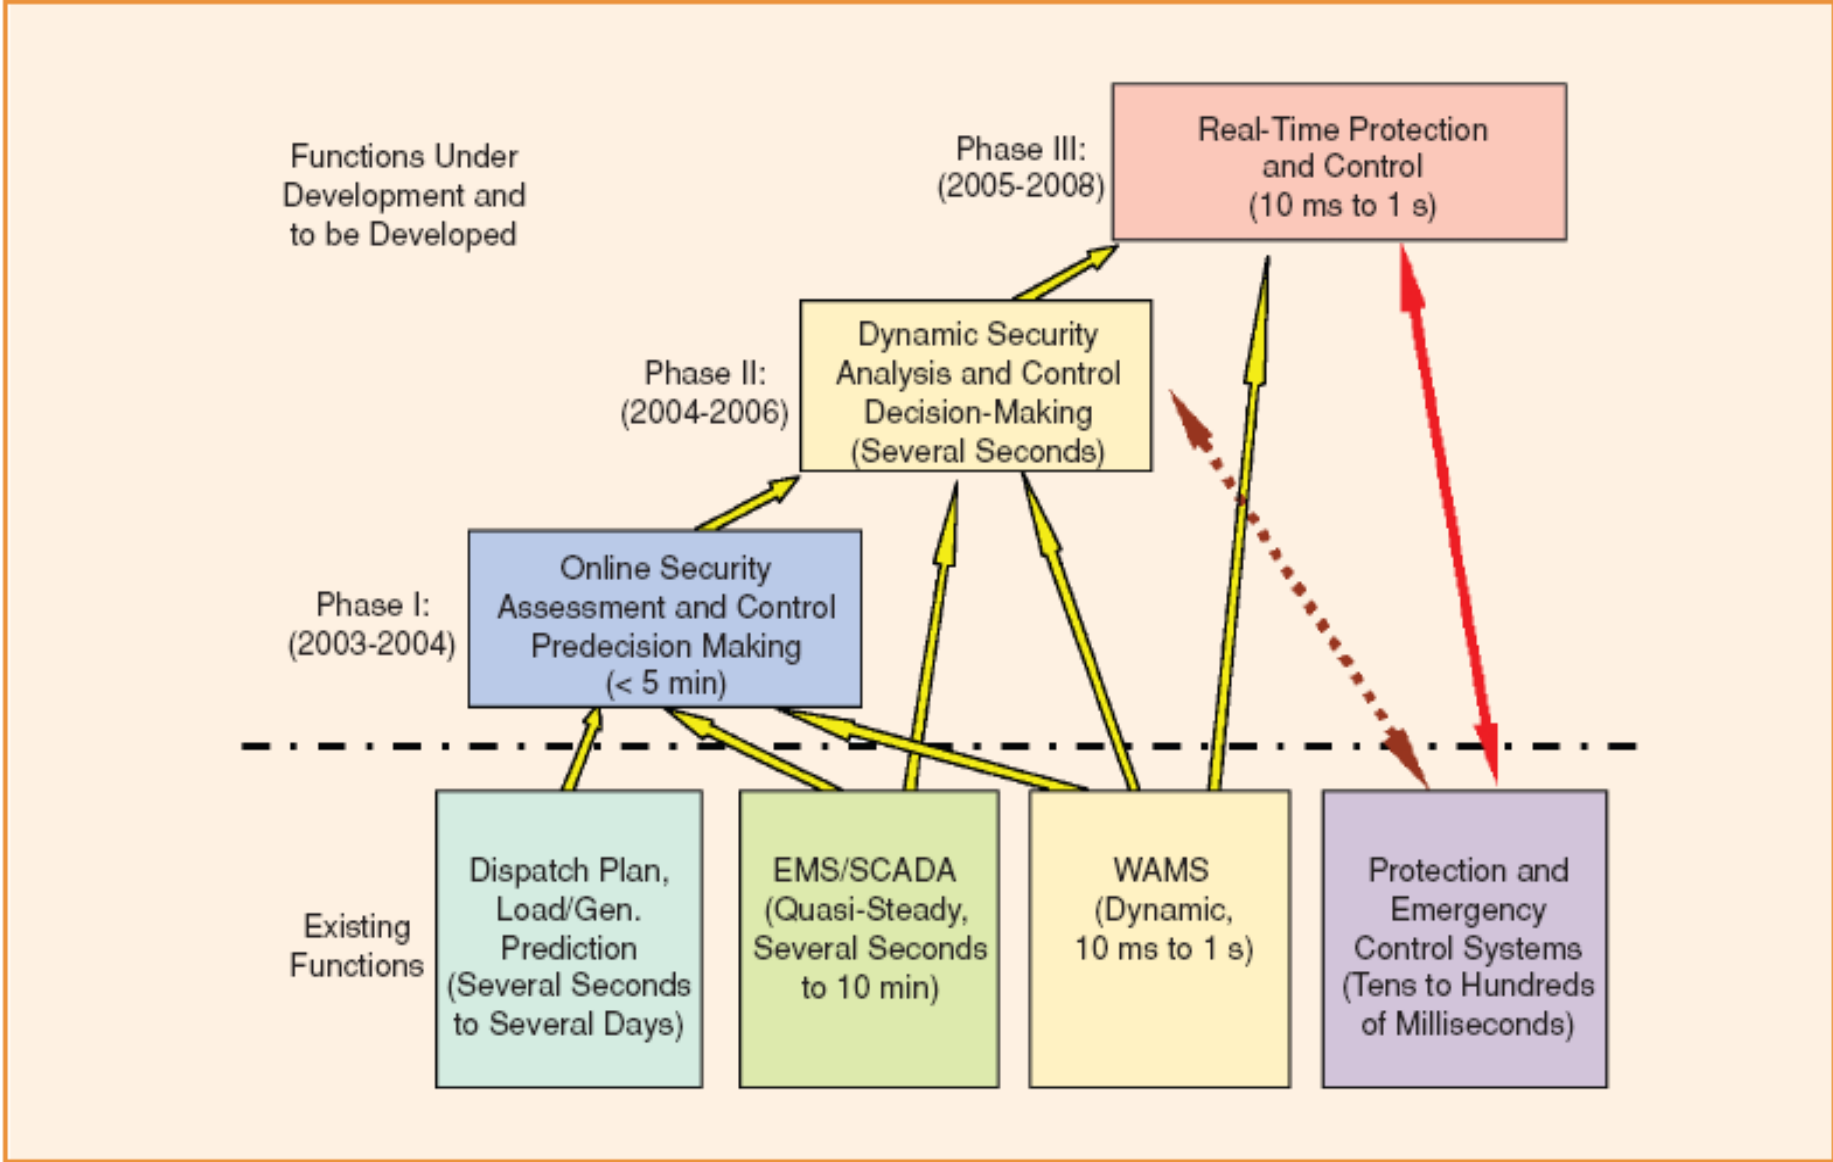 Functions Under
Development and
to be Developed
Phase III:
(2005-2008)
Real-Time Protection
and Control
(10 ms to 1 s)
Phase II:
(2004-2006)
Dynamic Security
Analysis and Control
Decision-Making
(Several Seconds)
Phase I:
(2003-2004)
Online Security
Assessment and Control
Predecision Making
(< 5 min)
Existing
Functions
Dispatch Plan,
Load/Gen.
Prediction
(Several Seconds
to Several Days)
EMS/SCADA
(Quasi-Steady,
Several Seconds
to 10 min)
WAMS
(Dynamic,
10 ms to 1 s)
Protection and
Emergency
Control Systems
(Tens to Hundreds
of Milliseconds)